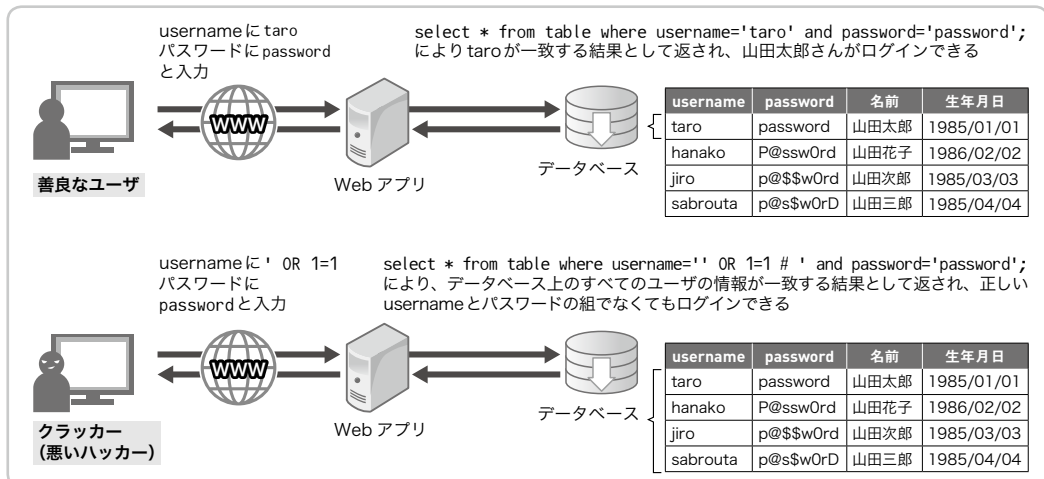 usernameに taro
パスワードにpassword
と入力
select * from table where username='taro' and password='password';
によりtaroが一致する結果として返され、山田太郎さんがログインできる
WWW
善良なユーザ
Web アプリ
データベース
username password 名前 生年月日
taro password 山田太郎 1985/01/01
hanako P@ssw0rd 山田花子 1986/02/02
jiro p@$$w0rd 山田次郎 1985/03/03
sabrouta p@s$w0rD 山田三郎 1985/04/04
usernameに ' OR 1=1
パスワードに
passwordと入力
select * from table where username='' OR 1=1 # ' and password='password';
により、データベース上のすべてのユーザの情報が一致する結果として返され、正しい
usernameとパスワードの組でなくてもログインできる
WWW
クラッカー
（悪いハッカー）
Web アプリ
データベース
username password 名前 生年月日
taro password 山田太郎 1985/01/01
hanako P@ssw0rd 山田花子 1986/02/02
jiro p@$$w0rd 山田次郎 1985/03/03
sabrouta p@s$w0rD 山田三郎 1985/04/04